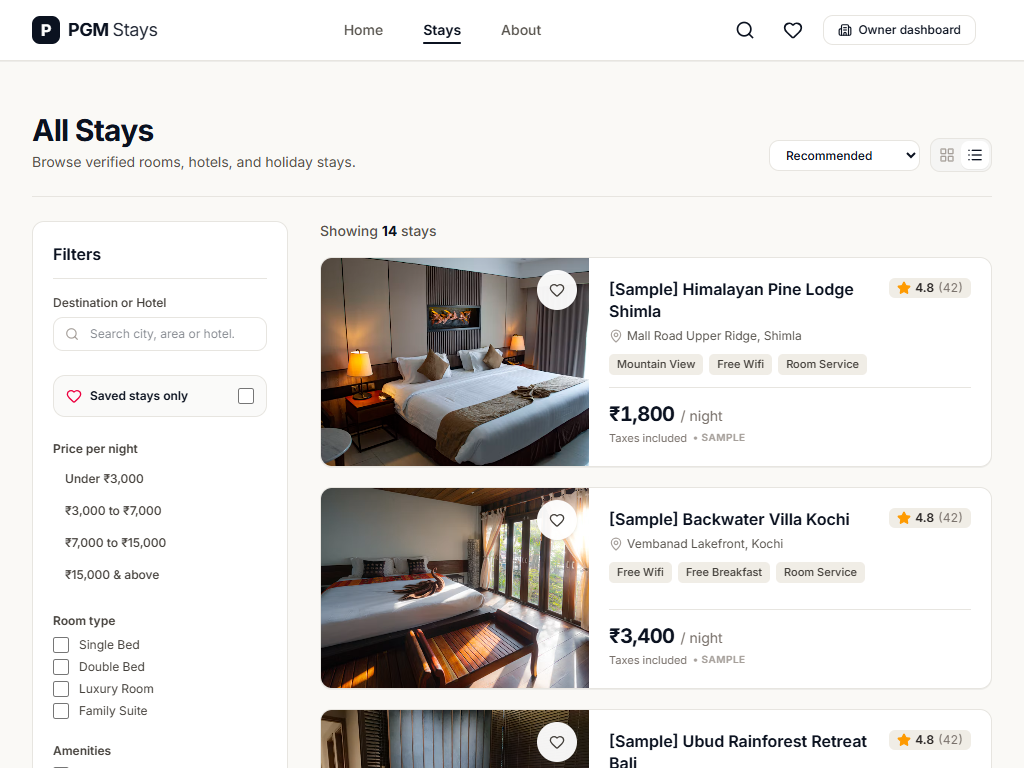 P PGM Stays
Home
Stays
About
Owner dashboard
All Stays
Browse verified rooms, hotels, and holiday stays.
Recommended
Filters
Destination or Hotel
Search city, area or hotel.
Saved stays only
Price per night
Under ₹3,000
₹3,000 to ₹7,000
₹7,000 to ₹15,000
₹15,000 & above
Room type
Single Bed
Double Bed
Luxury Room
Family Suite
Amenities
Showing 14 stays
[Sample] Himalayan Pine Lodge
Shimla
4.8 (42)
Mall Road Upper Ridge, Shimla
Mountain View
Free Wifi
Room Service
₹1,800 / night
Taxes included • SAMPLE
[Sample] Backwater Villa Kochi
4.8 (42)
Vembanad Lakefront, Kochi
Free Wifi
Free Breakfast
Room Service
₹3,400 / night
Taxes included • SAMPLE
[Sample] Ubud Rainforest Retreat
Bali
4.8 (42)